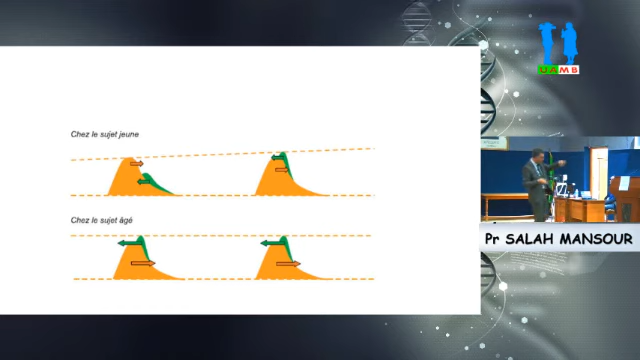 UAMB
Chez le sujet jeune
Chez le sujet âgé
Pr SALAH MANSOUR